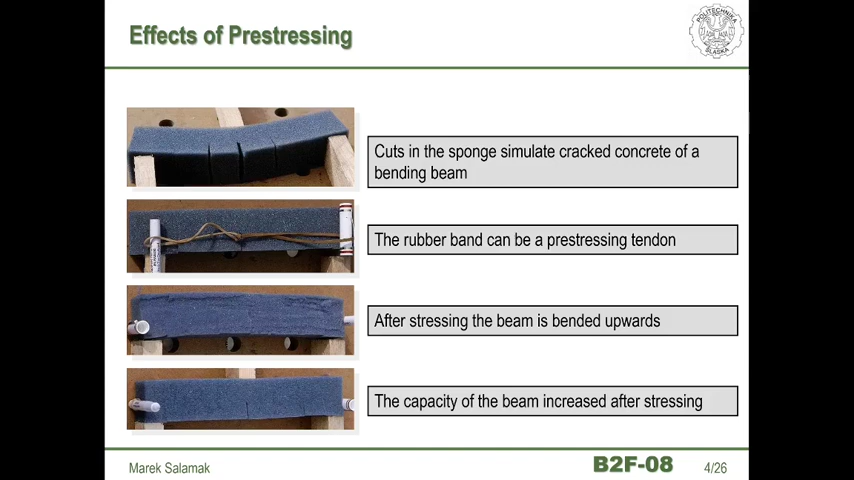 Effects of Prestressing
POLITECHNIKA
ŚLĄSKA
Cuts in the sponge simulate cracked concrete of a
bending beam
The rubber band can be a prestressing tendon
After stressing the beam is bended upwards
The capacity of the beam increased after stressing
Marek Salamak
B2F-08
4/26